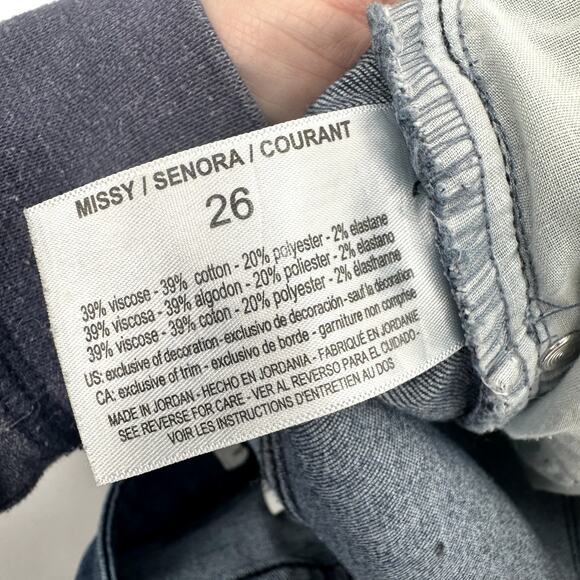 MISSY / SENORA / COURANT
26
39% viscose - 39% cotton - 20% polyester - 2% elastane
39% viscosa - 39% algodon - 20% poliester - 2% elastano
39% viscose - 39% coton - 20% polyester - 2% élasthanne
US: exclusive of decoration - exclusivo de decoración - sauf la décoration
CA: exclusive of trim - exclusivo de borde - garniture non comprise
MADE IN JORDAN - HECHO EN JORDANIA - FABRIQUÉ EN JORDANIE
SEE REVERSE FOR CARE - VER AL REVERSO PARA EL CUIDADO -
VOIR LES INSTRUCTIONS D'ENTRETIEN AU DOS